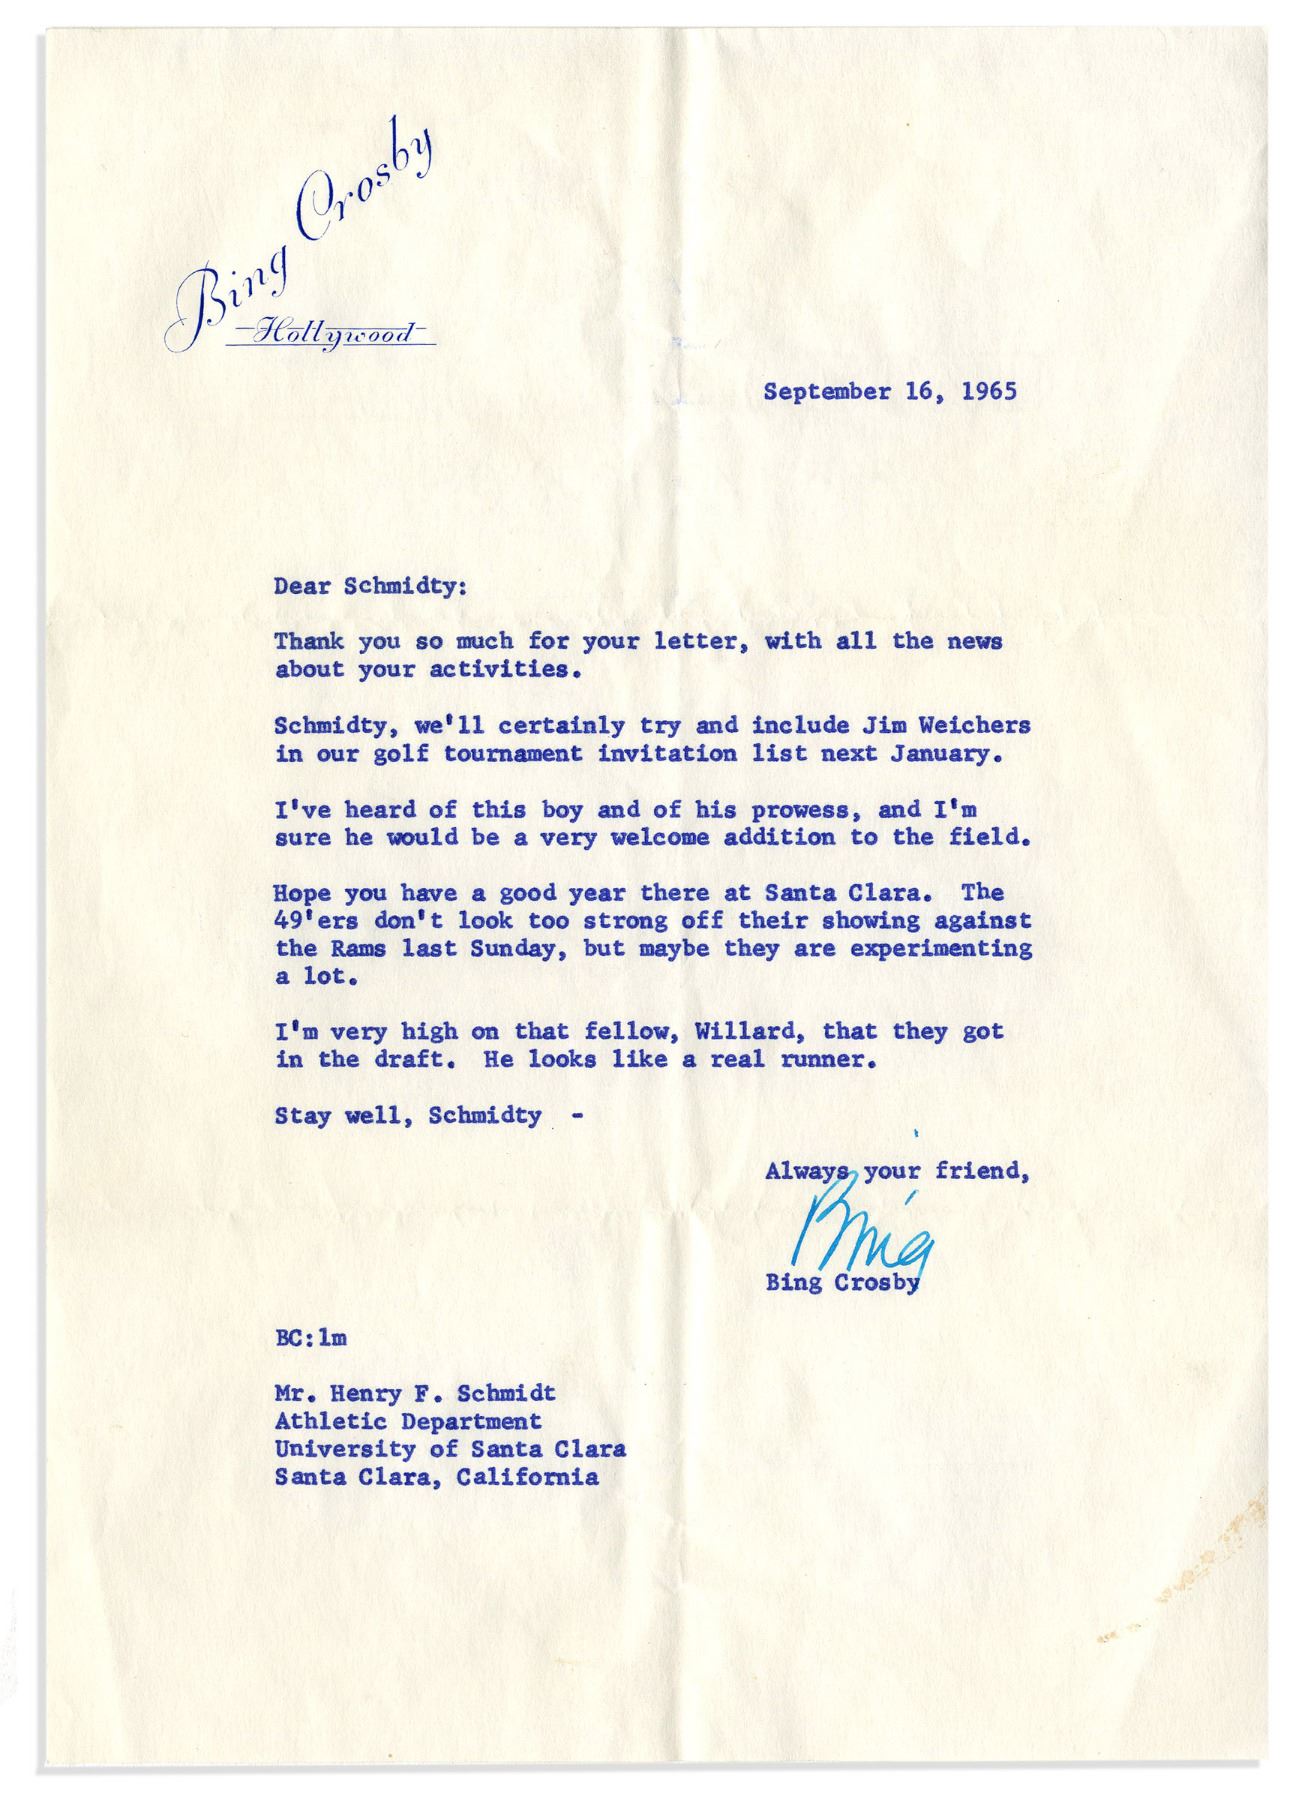 Bing Crosby
Hollywood
September 16, 1965
Dear Schmidty:
Thank you so much for your letter, with all the news
about your activities.
Schmidty, we'll certainly try and include Jim Weichers
in our golf tournament invitation list next January.
I've heard of this boy and of his prowess, and I'm
sure he would be a very welcome addition to the field.
Hope you have a good year there at Santa Clara.  The
49'ers don't look too strong off their showing against
the Rams last Sunday, but maybe they are experimenting
a lot.
I'm very high on that fellow, Willard, that they got
in the draft.  He looks like a real runner.
Stay well, Schmidty  -
Always your friend,
Bing
Bing Crosby
BC:lm
Mr. Henry F. Schmidt
Athletic Department
University of Santa Clara
Santa Clara, California